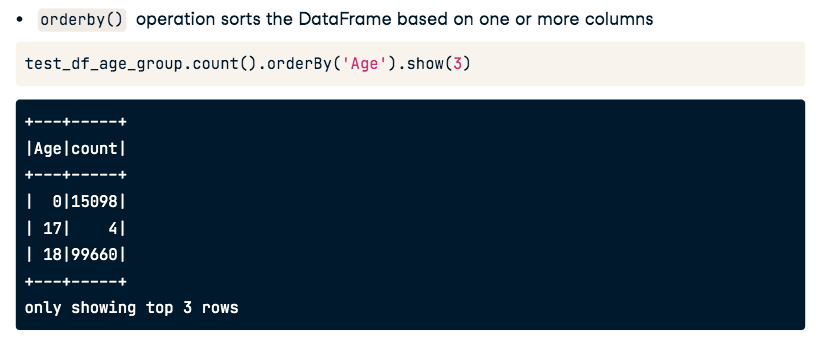 • orderby() operation sorts the DataFrame based on one or more columns
test_df_age_group.count().orderBy('Age').show(3)
+---+-----+
|Age|count|
+---+-----+
|  0|15098|
| 17|    4|
| 18|99660|
+---+-----+
only showing top 3 rows